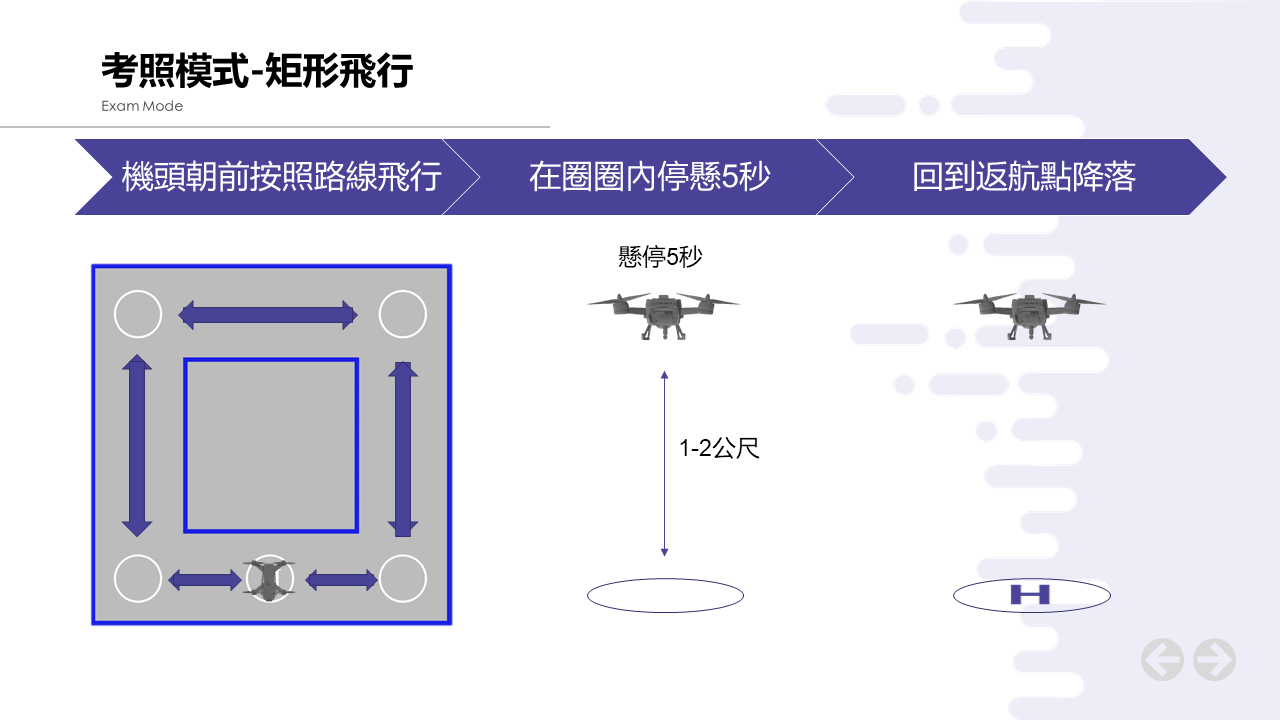 考照模式-矩形飛行
Exam Mode
機頭朝前按照路線飛行
在圈圈內停懸5秒
回到返航點降落
懸停5秒
1-2公尺
H